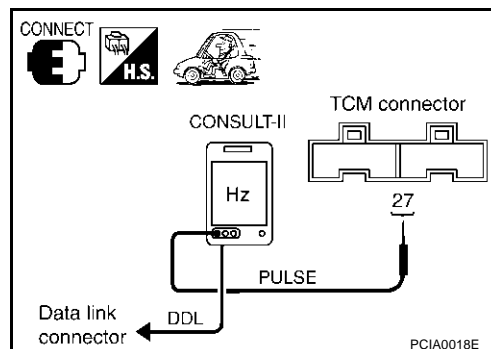 CONNECT
H.S.
CONSULT-II
TCM connector
Hz
27
PULSE
Data link
connector
DDL
PCIA0018E